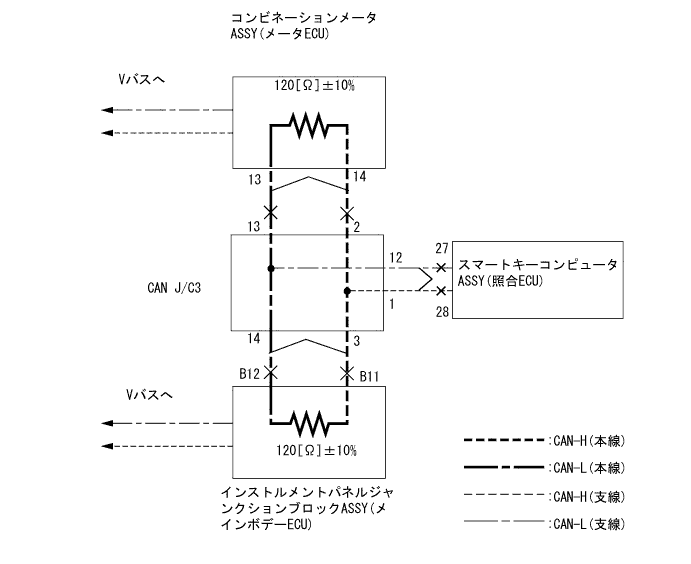 コンビネーションメータ
ASSY(メータECU)
Vバスへ
120[Ω]±10%
13
14
13
2
27
12
スマートキーコンピュータ
ASSY(照合ECU)
CAN J/C3
1
28
14
3
B12
B11
Vバスへ
120[Ω]±10%
インストルメントパネルジャ
ンクションブロックASSY(メ
インボデーECU)
:CAN-H(本線)
:CAN-L(本線)
:CAN-H(支線)
:CAN-L(支線)